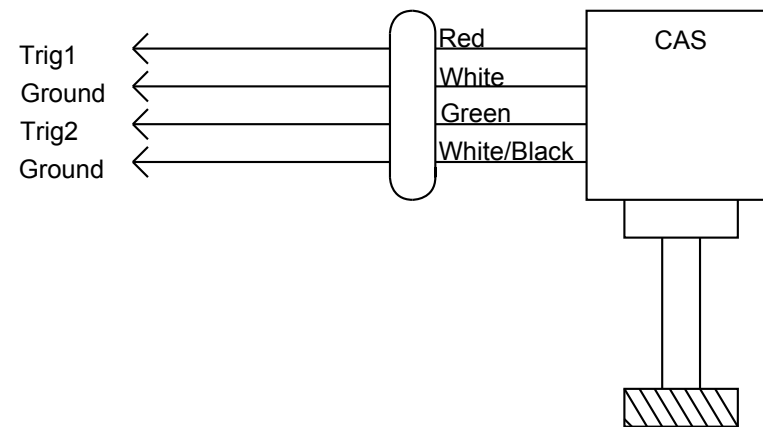 Trig1
Ground
Trig2
Ground
Red
White
Green
White/Black
CAS